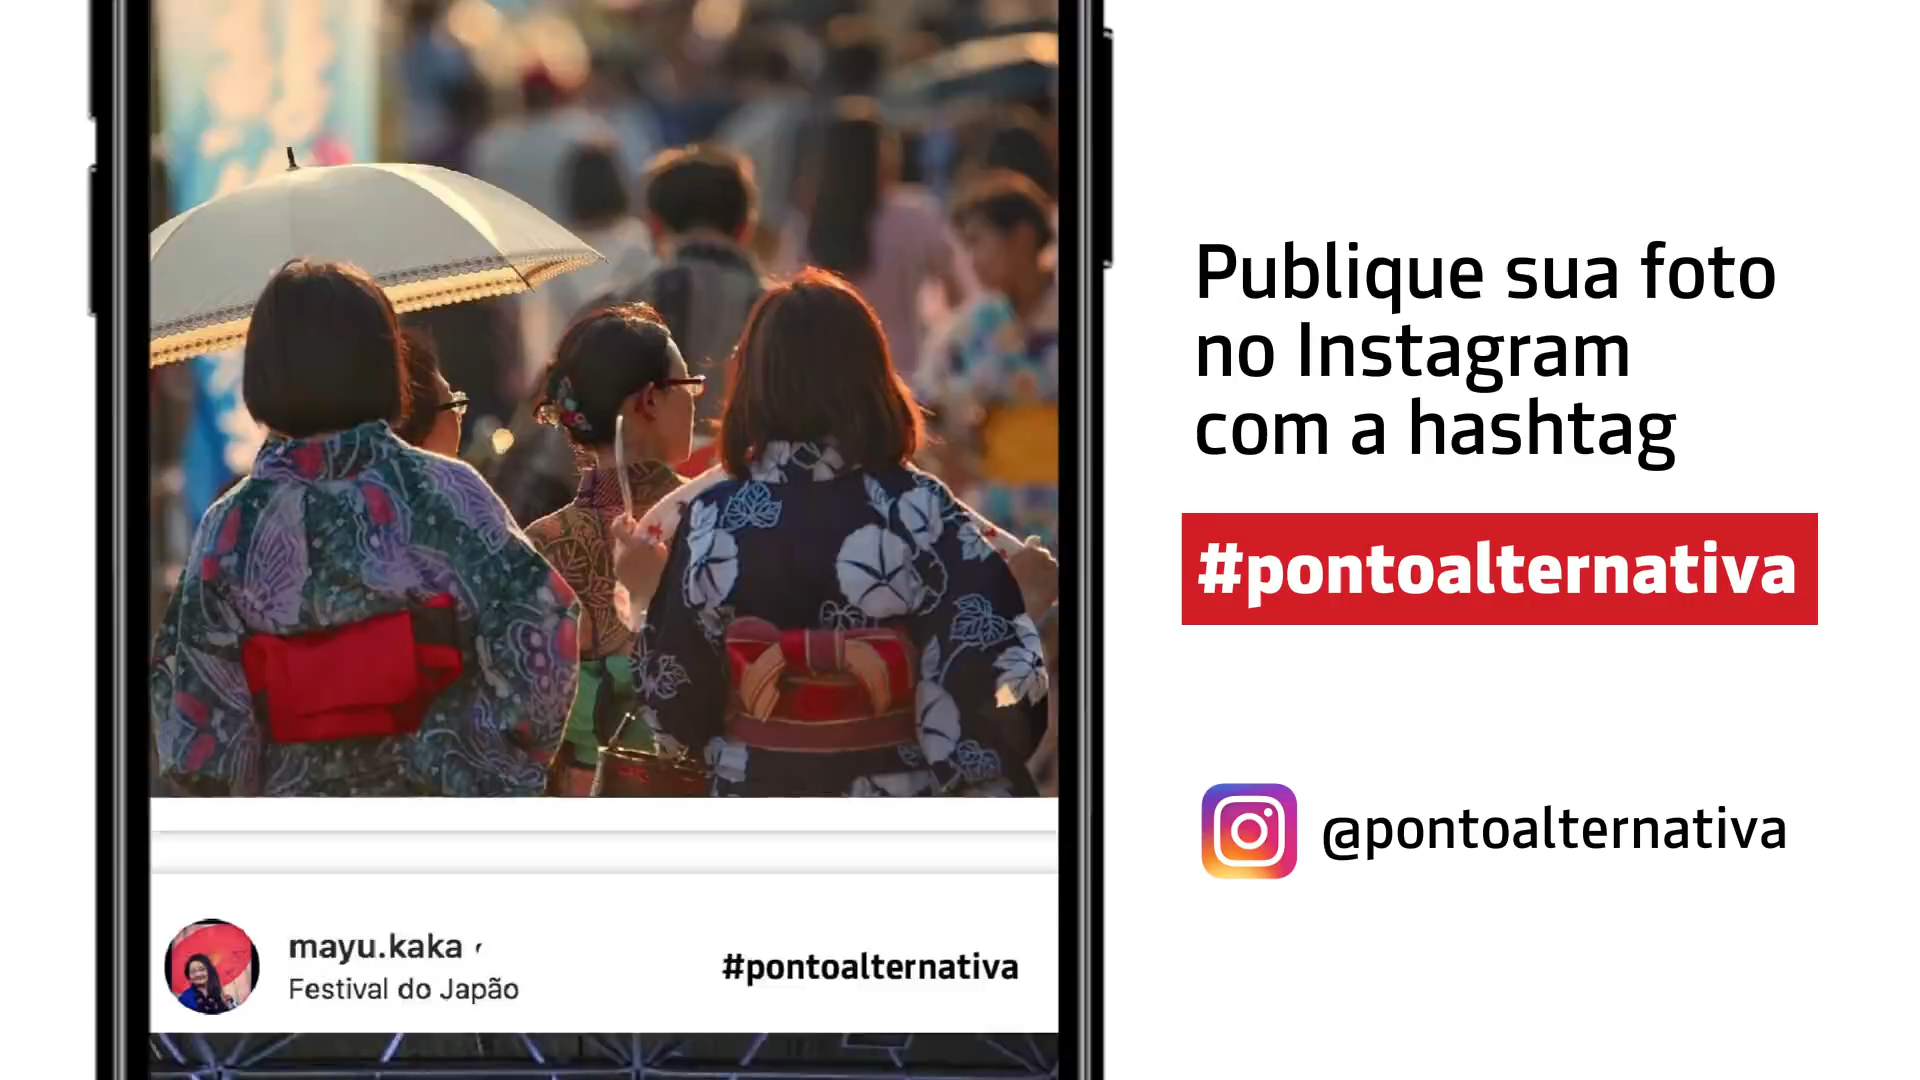 Publique sua foto
no Instagram
com a hashtag
#pontoalternativa
@pontoalternativa
mayu.kaka
Festival do Japão
#pontoalternativa